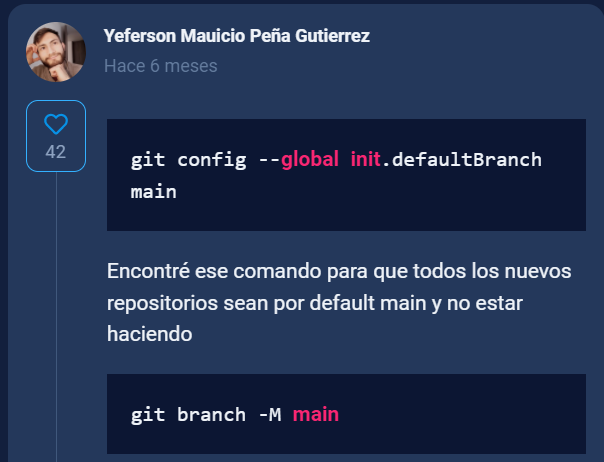 Yeferson Mauicio Peña Gutierrez
Hace 6 meses
42
git config --global init.defaultBranch
main
Encontré ese comando para que todos los nuevos
repositorios sean por default main y no estar
haciendo
git branch -M main